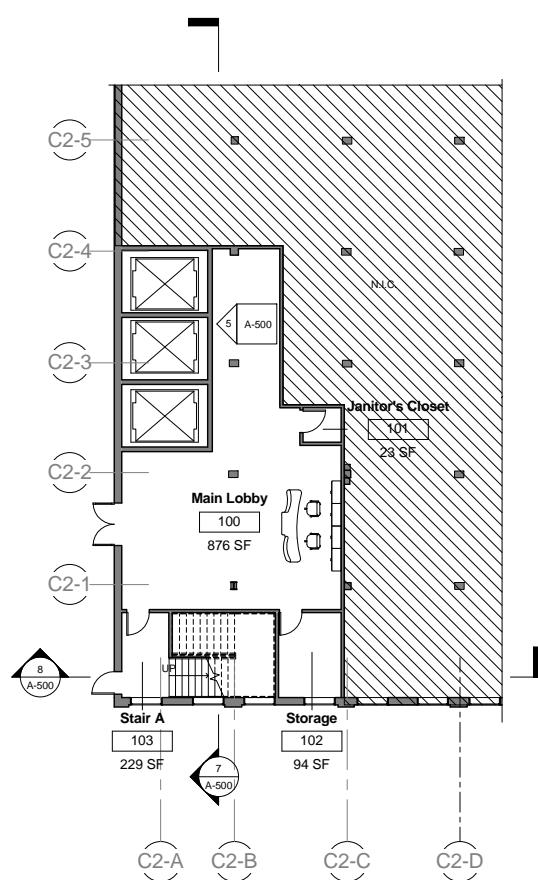 C2-5
C2-4
N.I.C.
5
A-500
C2-3
Janitor's Closet
101
23 SF
C2-2
Main Lobby
100
876 SF
C2-1
8
A-500
UP
Stair A
103
229 SF
Storage
102
94 SF
7
A-500
C2-A
C2-B
C2-C
C2-D